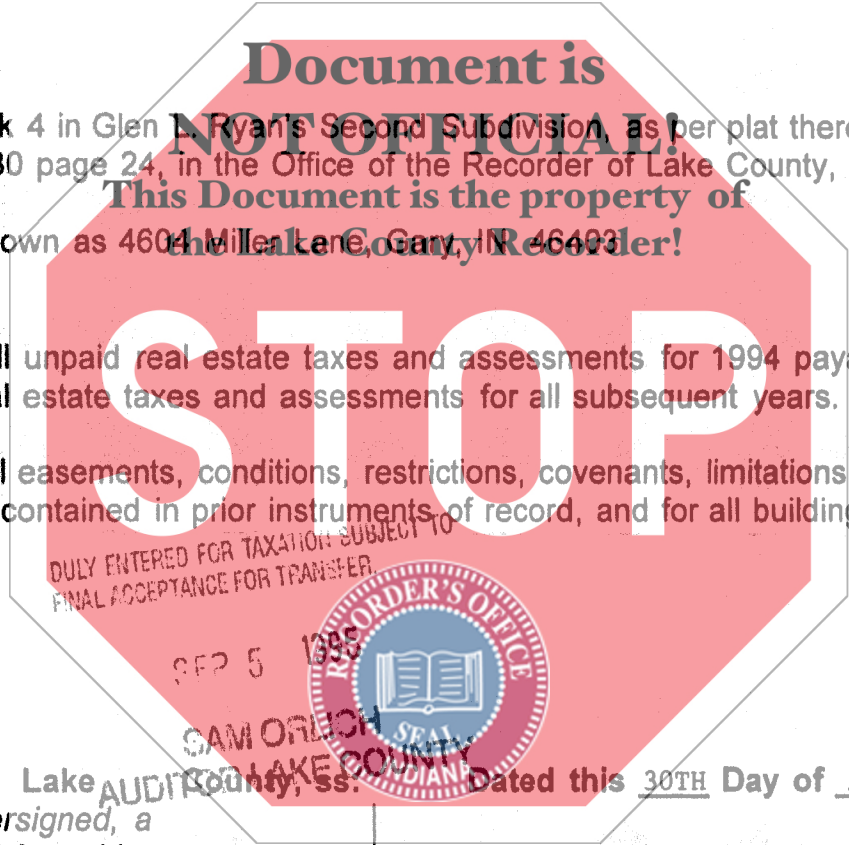 Document is
k 4 in Glen L. Ryan's Second Subdivision, as per plat there
NOT OFFICIAL!
30 page 24, in the Office of the Recorder of Lake County,
This Document is the property of
own as 4604 Miller Lane, Gary, IN 46403
the Lake County Recorder!
STOP
ll unpaid real estate taxes and assessments for 1994 paya
al estate taxes and assessments for all subsequent years.
l easements, conditions, restrictions, covenants, limitations
contained in prior instruments of record, and for all building
DULY ENTERED FOR TAXATION SUBJECT TO
FINAL ACCEPTANCE FOR TRANSFER.
SEP 5 1995
RECORDER'S OFFICE
SEAL
INDIANA
SAM ORLICH
AUDITOR LAKE COUNTY
Lake County, ss: Dated this 30TH Day of
ersigned, a